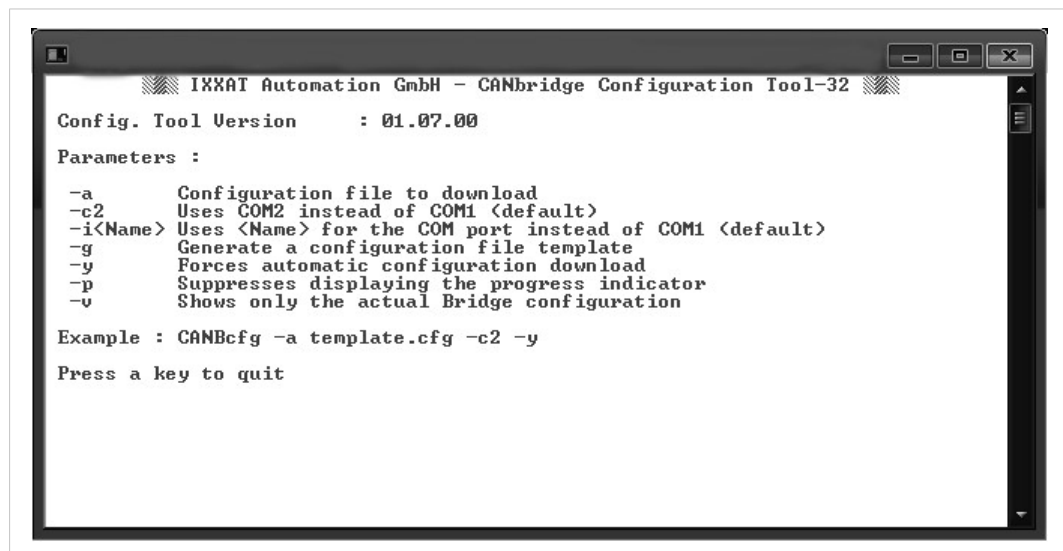 IXXAT Automation GmbH - CANbridge Configuration Tool-32
Config. Tool Version : 01.07.00
Parameters :
-a Configuration file to download
-c2 Uses COM2 instead of COM1 (default)
-i<Name> Uses <Name> for the COM port instead of COM1 (default)
-g Generate a configuration file template
-y Forces automatic configuration download
-p Suppresses displaying the progress indicator
-v Shows only the actual Bridge configuration
Example : CANBcfg -a template.cfg -c2 -y
Press a key to quit